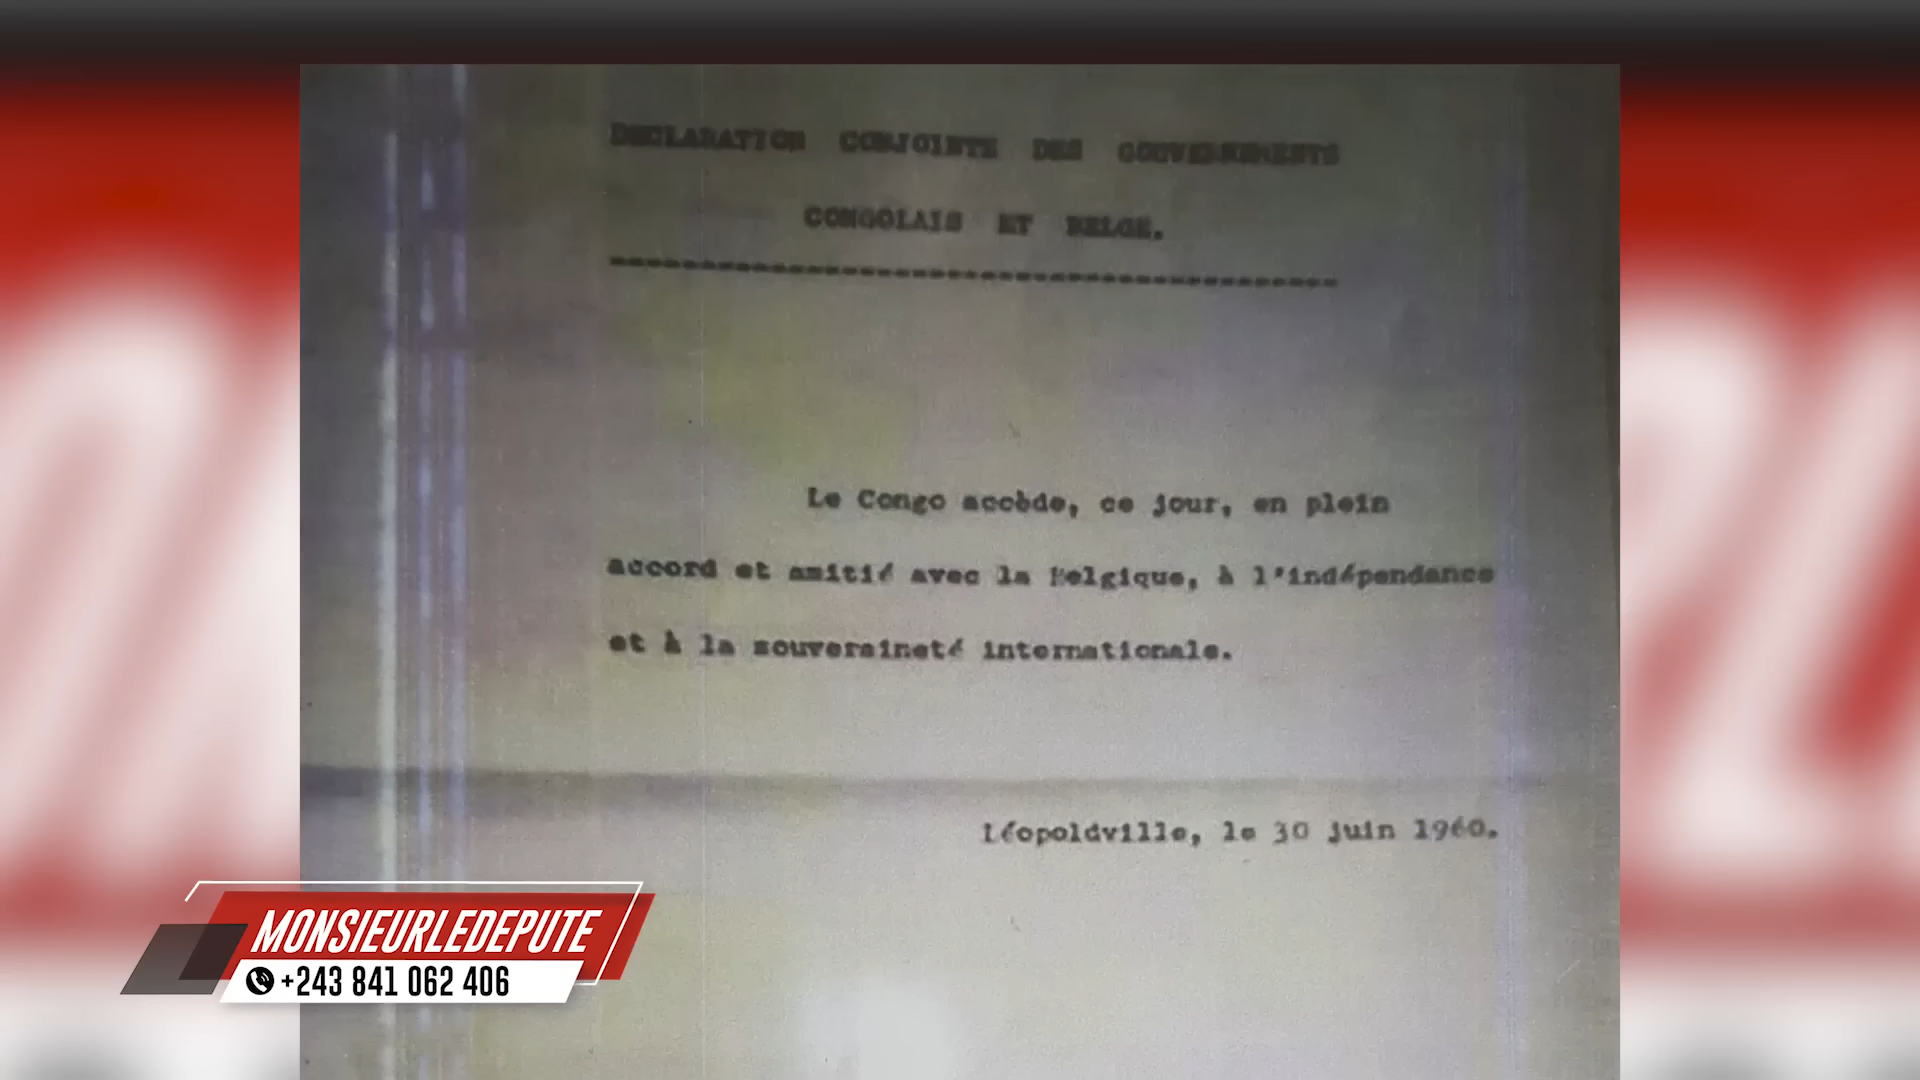 DECLARATION CONJOINTE DES GOUVERNEMENTS
CONGOLAIS ET BELGE.
Le Congo accède, ce jour, en plein
accord et amitié avec la Belgique, à l'indépendance
et à la souveraineté internationale.
Léopoldville, le 30 juin 1960.
MONSIEURLEDEPUTE
+243 841 062 406